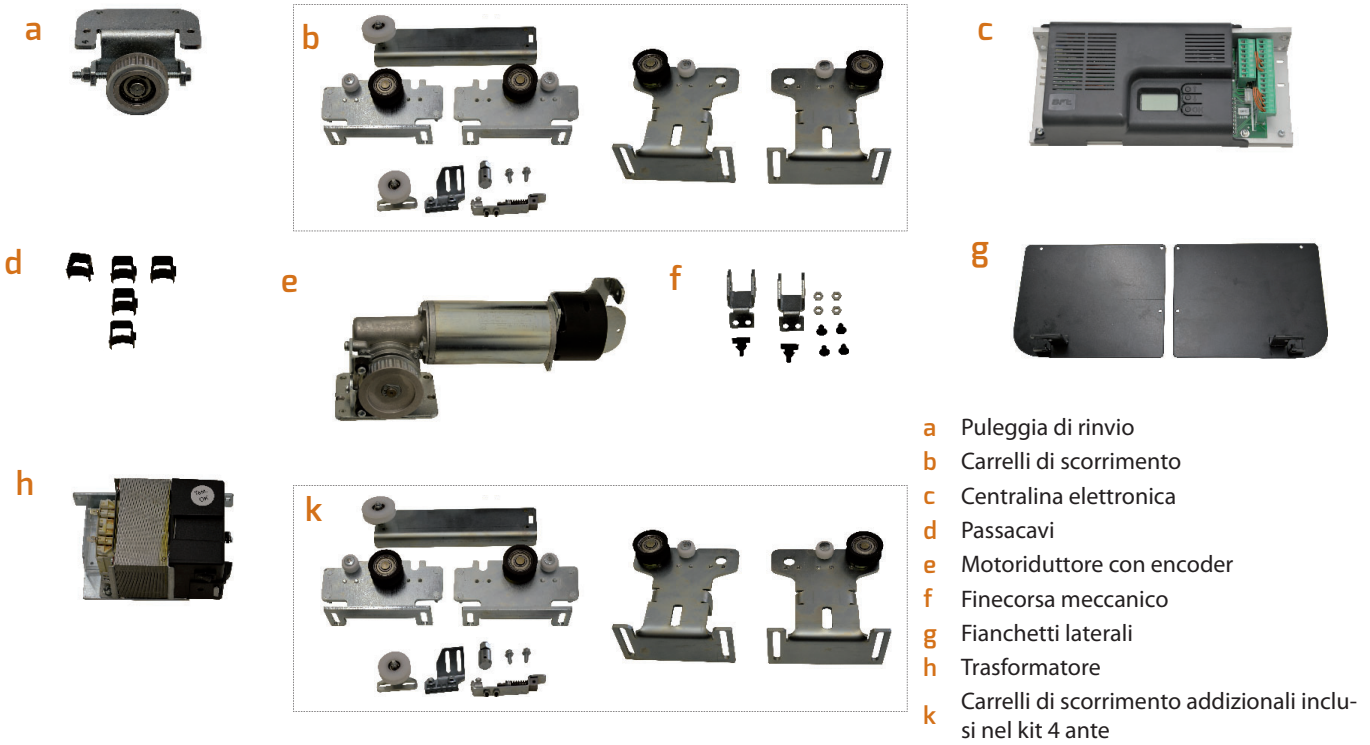 a
b
c
BFT
d
e
f
g
h
k
a Puleggia di rinvio
b Carrelli di scorrimento
c Centralina elettronica
d Passacavi
e Motoriduttore con encoder
f Finecorsa meccanico
g Fianchetti laterali
h Trasformatore
k Carrelli di scorrimento addizionali inclu-
si nel kit 4 ante